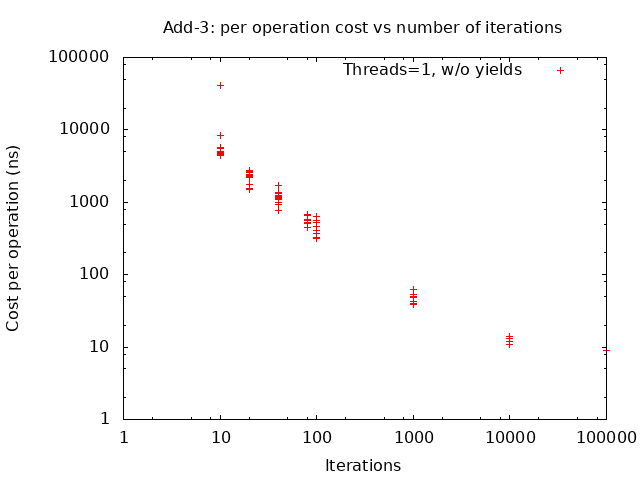 Add-3: per operation cost vs number of iterations
Threads=1, w/o yields
Cost per operation (ns)
100000
10000
1000
100
10
1
1 10 100 1000 10000 100000
Iterations